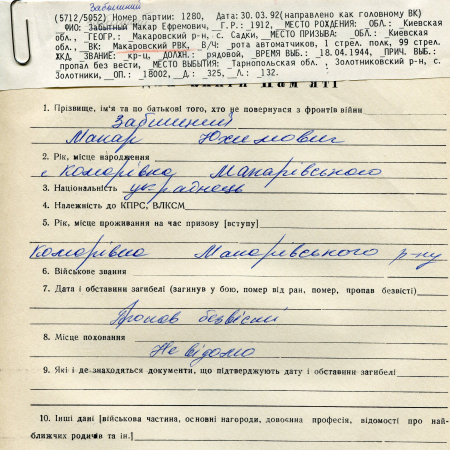 Забишний
(5712/5052) Номер партии: 1280, Дата: 30.03.92 (направлено как головному ВК)
ФИО: Забытный Макар Ефремович, Г.Р.: 1912, МЕСТО РОЖДЕНИЯ: ОБЛ.: Киевская
обл., ГЕОГР.: Макаровский р-н, с. Садки, МЕСТО ПРИЗЫВА: ОБЛ.: Киевская
обл., ВК: Макаровский РВК, В/Ч: рота автоматчиков, 1 стрел. полк, 99 стрел.
ЖКД, ЗВАНИЕ: кр-ц, ДОЛЖН.: рядовой, ВРЕМЯ ВЫБ.: 18.04.1944, ПРИЧ. ВЫБ.:
пропал без вести, МЕСТО ВЫБЫТИЯ: Тарнопольская обл., Золотниковский р-н, с.
Золотники, ОП.: 18002, Д.: 325, Л.: 132.
1. Прізвище, ім'я та по батькові того, хто не повернувся з фронтів війни
Забишний
Макар Юхимович
2. Рік, місце народження
с. Комарівка Макарівського
3. Національність українець
4. Належність до КПРС, ВЛКСМ
5. Рік, місце проживання на час призову [вступу]
Комарівка Макарівського р-ну
6. Військове звання
7. Дата і обставини загибелі (загинув у бою, помер від ран, помер, пропав безвісті)
Пропав безвісті
8. Місце поховання
Не відомо
9. Які і де знаходяться документи, що підтверджують дату і обставини загибелі
10. Інші дані [військова частина, основні нагороди, довоєнна професія, відомості про най-
ближчих родичів та ін.]